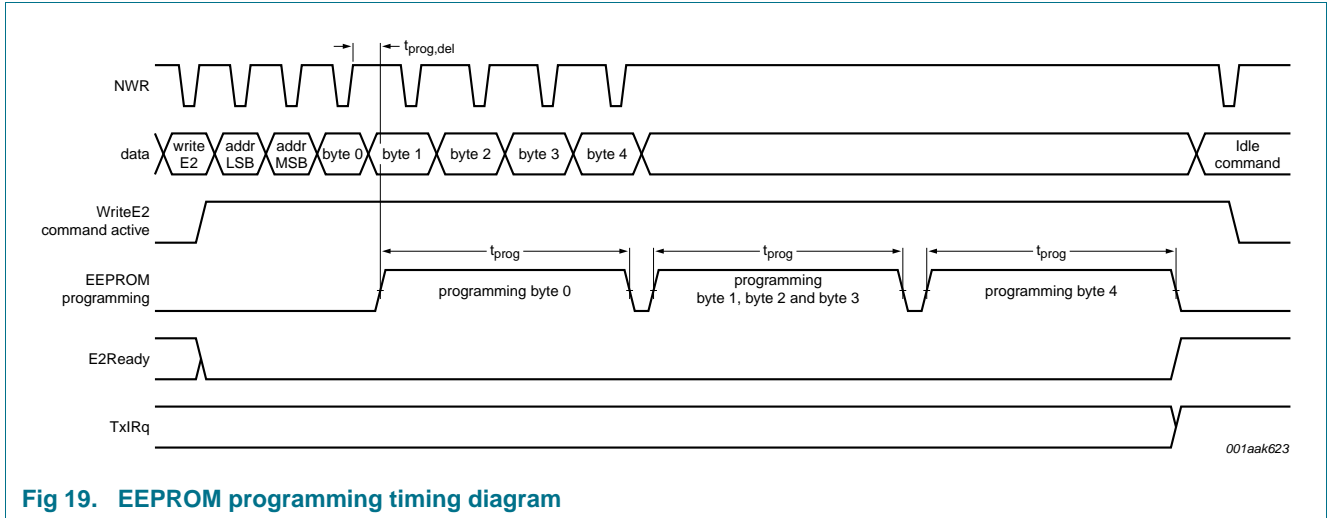 t_prog,del
NWR
data
write E2
addr LSB
addr MSB
byte 0
byte 1
byte 2
byte 3
byte 4
Idle command
WriteE2
command active
t_prog
t_prog
t_prog
EEPROM
programming
programming byte 0
programming
byte 1, byte 2 and byte 3
programming byte 4
E2Ready
TxIRq
001aak623
Fig 19. EEPROM programming timing diagram